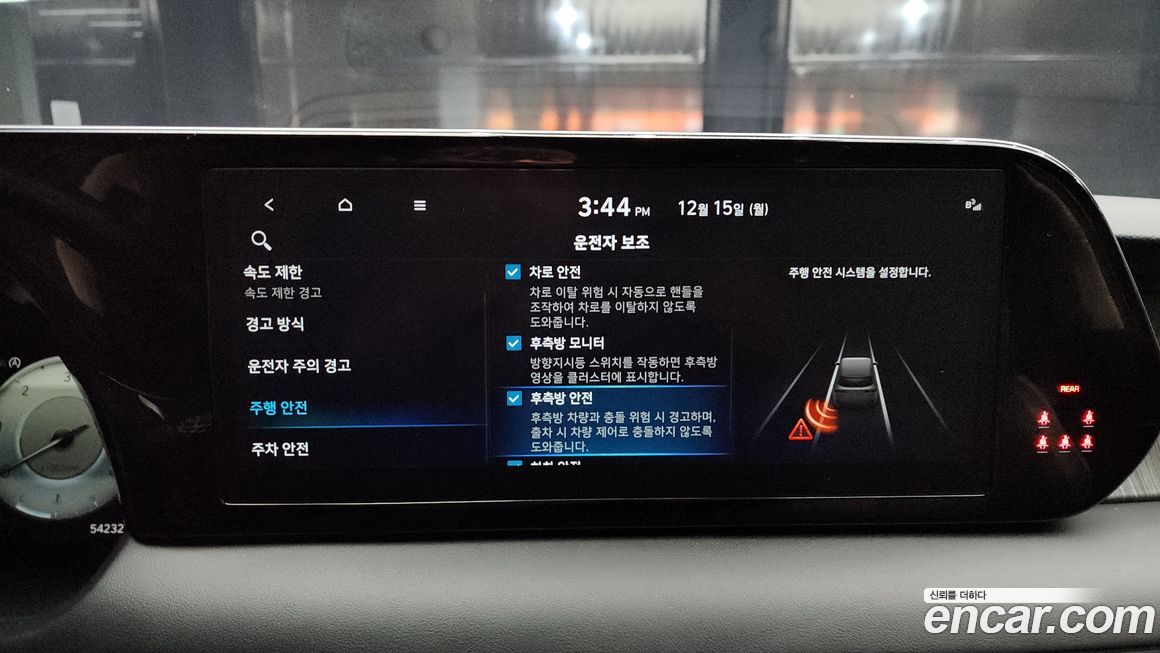 3:44 PM 12월 15일 (월)
운전자 보조
속도 제한
속도 제한 경고
경고 방식
운전자 주의 경고
주행 안전
주차 안전
차로 안전
차로 이탈 위험 시 자동으로 핸들을
조작하여 차로를 이탈하지 않도록
도와줍니다.
후측방 모니터
방향지시등 스위치를 작동하면 후측방
영상을 클러스터에 표시합니다.
후측방 안전
후측방 차량과 충돌 위험 시 경고하며,
출차 시 차량 제어로 충돌하지 않도록
도와줍니다.
주행 안전 시스템을 설정합니다.
REAR
2
3
x1000rpm
54232
신뢰를 더하다
encar.com